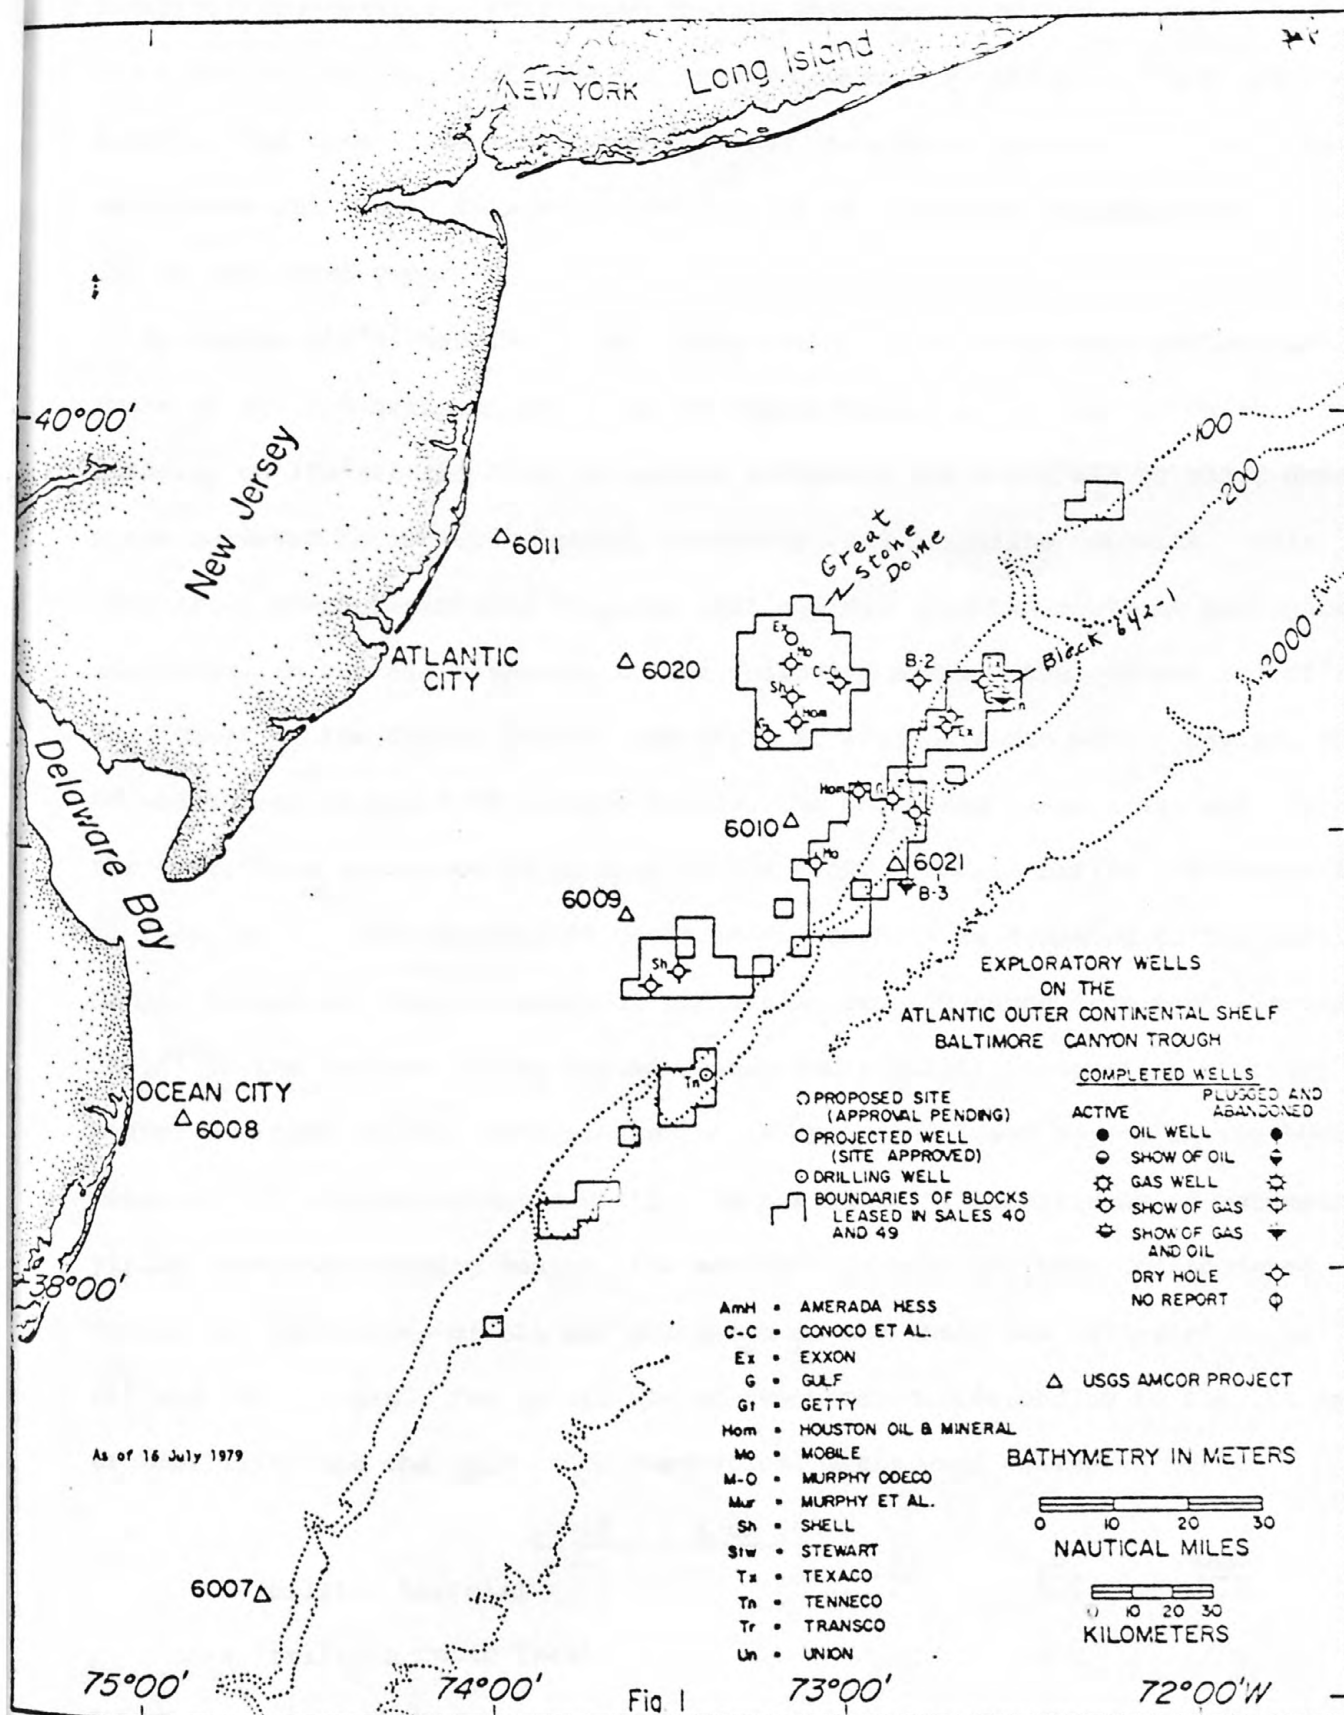 NEW YORK
Long Island
40°00'
New Jersey
6011
Great
Stone
Dome
100
200
2000
Block 642-1
ATLANTIC
CITY
6020
Ex
Mo
C-C
Sh
Hom
G
B-2
Ex
Hom
G
6010
Mo
6021
B-3
Delaware
Bay
6009
Sh
EXPLORATORY WELLS
ON THE
ATLANTIC OUTER CONTINENTAL SHELF
BALTIMORE CANYON TROUGH
Tn
OCEAN CITY
6008
PROPOSED SITE
(APPROVAL PENDING)
PROJECTED WELL
(SITE APPROVED)
DRILLING WELL
BOUNDARIES OF BLOCKS
LEASED IN SALES 40
AND 49
COMPLETED WELLS
ACTIVE
PLUGGED AND
ABANDONED
OIL WELL
SHOW OF OIL
GAS WELL
SHOW OF GAS
SHOW OF GAS
AND OIL
DRY HOLE
NO REPORT
38°00'
AmH = AMERADA HESS
C-C = CONOCO ET AL.
Ex = EXXON
G = GULF
Gt = GETTY
Hom = HOUSTON OIL & MINERAL
Mo = MOBILE
M-O = MURPHY ODECO
Mur = MURPHY ET AL.
Sh = SHELL
Stw = STEWART
Tx = TEXACO
Tn = TENNECO
Tr = TRANSCO
Un = UNION
USGS AMCOR PROJECT
As of 16 July 1979
BATHYMETRY IN METERS
0 10 20 30
NAUTICAL MILES
0 10 20 30
KILOMETERS
6007
75°00'
74°00'
73°00'
72°00'W
Fig 1